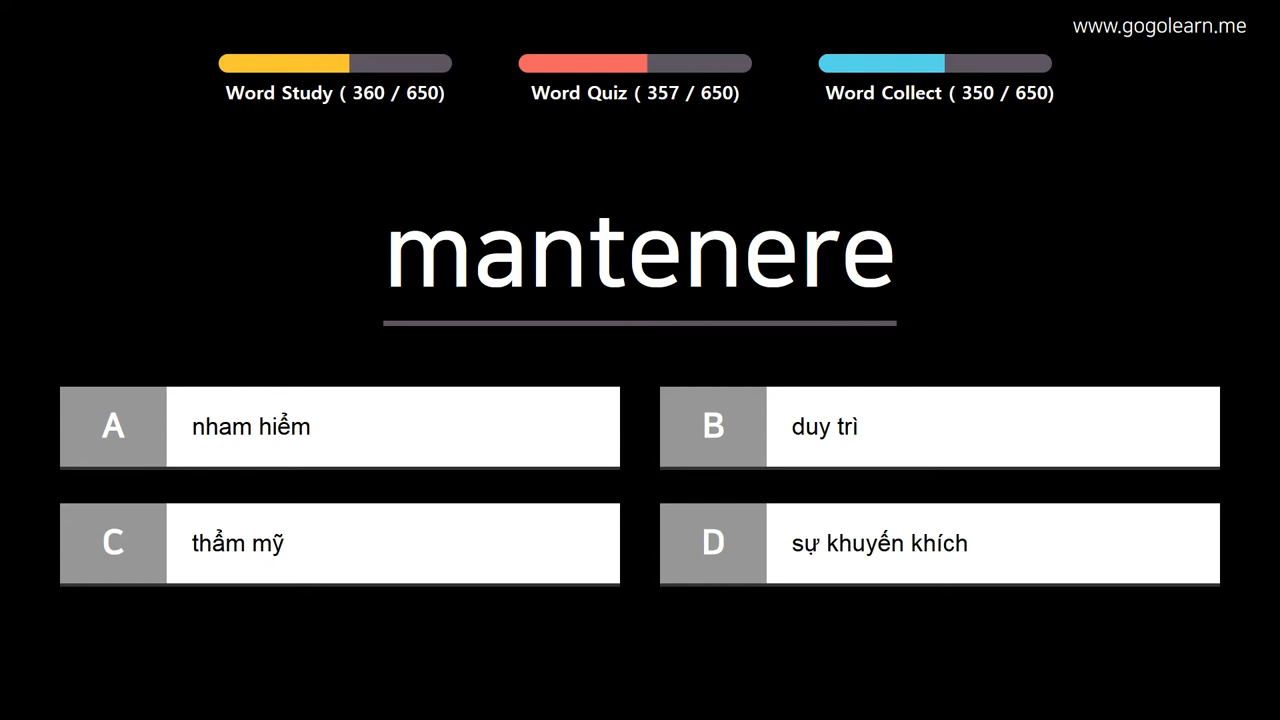 www.gogolearn.me
Word Study ( 360 / 650)
Word Quiz ( 357 / 650)
Word Collect ( 350 / 650)
mantenere
A nham hiểm
B duy trì
C thẩm mỹ
D sự khuyến khích